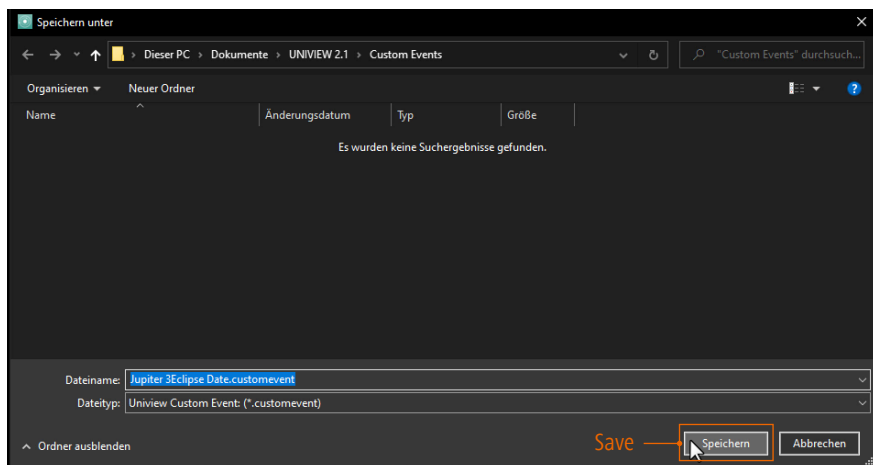 Speichern unter
Dieser PC > Dokumente > UNIVIEW 2.1 > Custom Events
"Custom Events" durchsuch...
Organisieren Neuer Ordner
Name Änderungsdatum Typ Größe
Es wurden keine Suchergebnisse gefunden.
Dateiname: Jupiter 3Eclipse Date.customevent
Dateityp: Uniview Custom Event: (*.customevent)
Ordner ausblenden Save Speichern Abbrechen